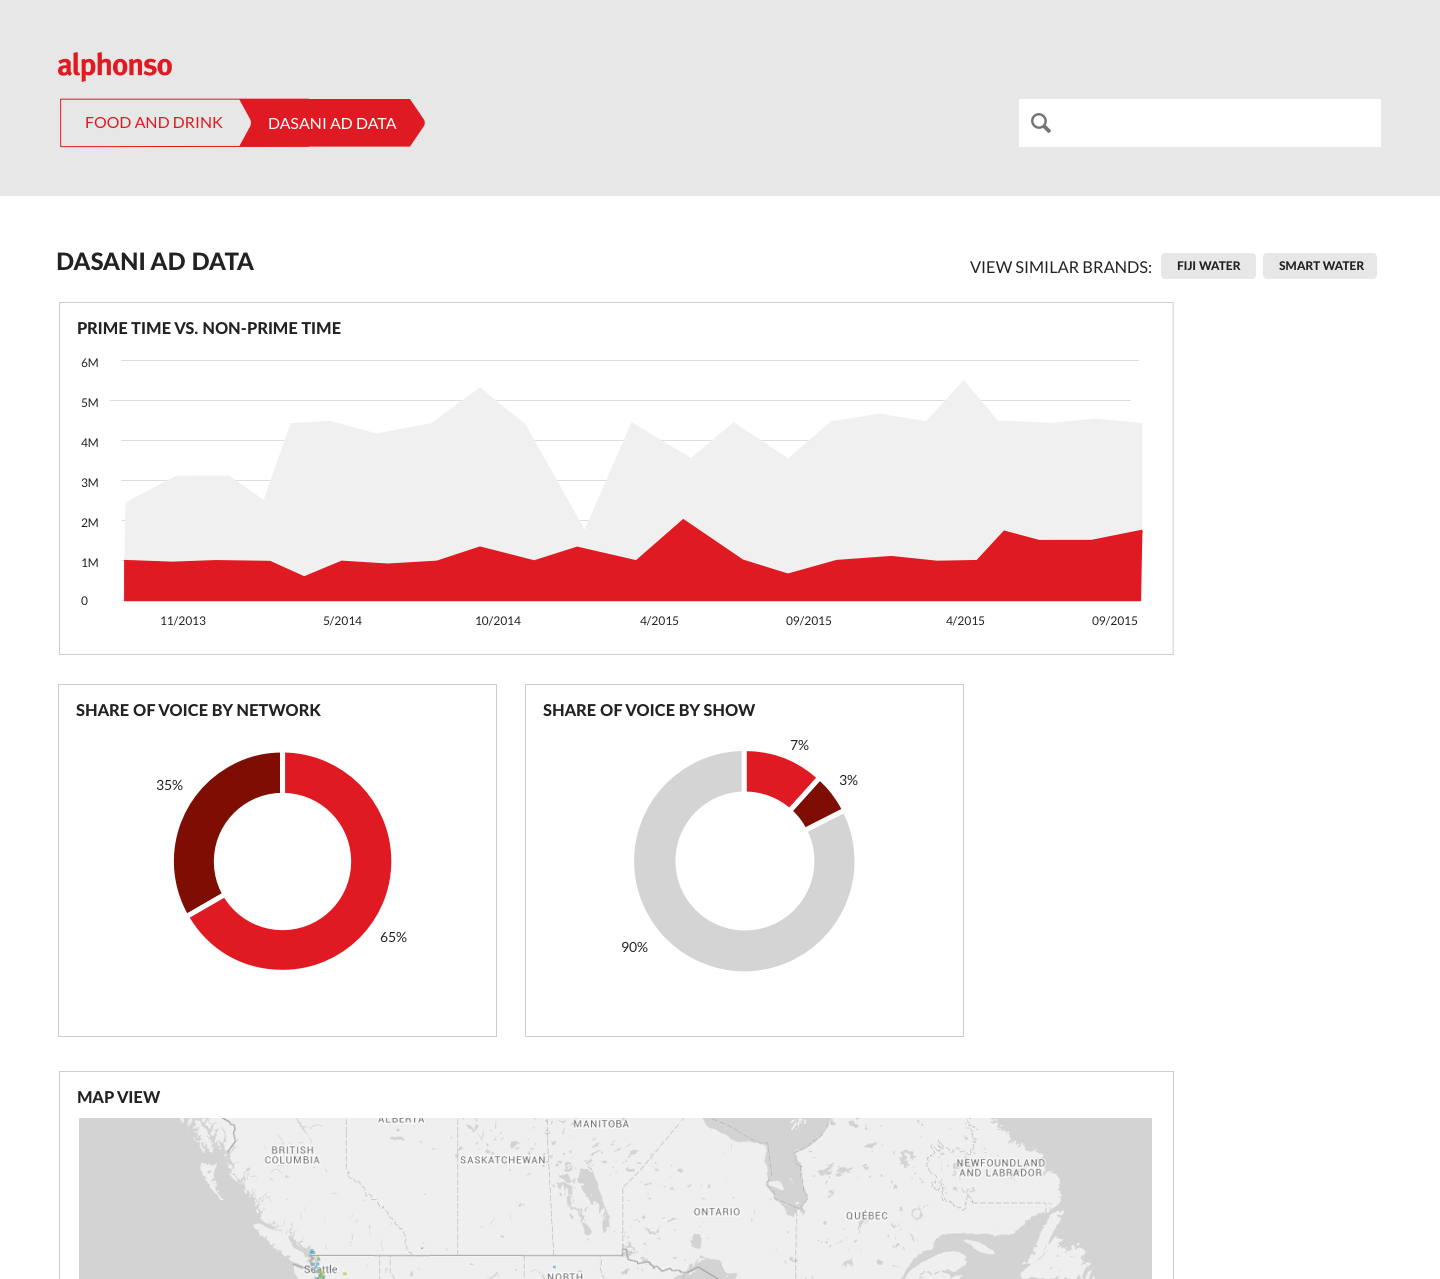 alphonso
FOOD AND DRINK
DASANI AD DATA
DASANI AD DATA
VIEW SIMILAR BRANDS:
FIJI WATER
SMART WATER
PRIME TIME VS. NON-PRIME TIME
6M
5M
4M
3M
2M
1M
0
11/2013
5/2014
10/2014
4/2015
09/2015
4/2015
09/2015
SHARE OF VOICE BY NETWORK
35%
65%
SHARE OF VOICE BY SHOW
7%
3%
90%
MAP VIEW
ALBERTA
MANITOBA
BRITISH
COLUMBIA
SASKATCHEWAN
NEWFOUNDLAND
AND LABRADOR
ONTARIO
QUÉBEC
Seattle
NORTH